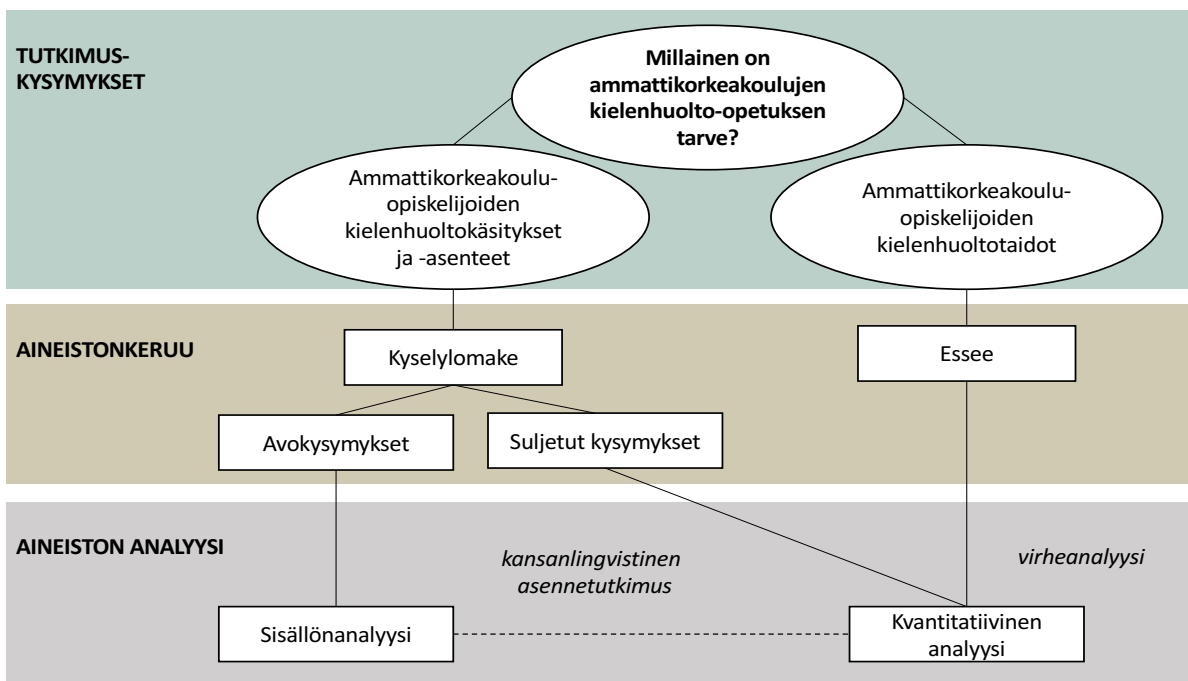 TUTKIMUS-
KYSYMYKSET
Millainen on
ammattikorkeakoulujen
kielenhuolto-opetuksen
tarve?
Ammattikorkeakoulu-
opiskelijoiden
kielenhuoltokäsitykset
ja -asenteet
Ammattikorkeakoulu-
opiskelijoiden
kielenhuoltotaidot
AINEISTONKERUU
Kyselylomake
Essee
Avokysymykset
Suljetut kysymykset
AINEISTON ANALYYSI
kansanlingvistinen
asennetutkimus
virheanalyysi
Sisällönanalyysi
Kvantitatiivinen
analyysi